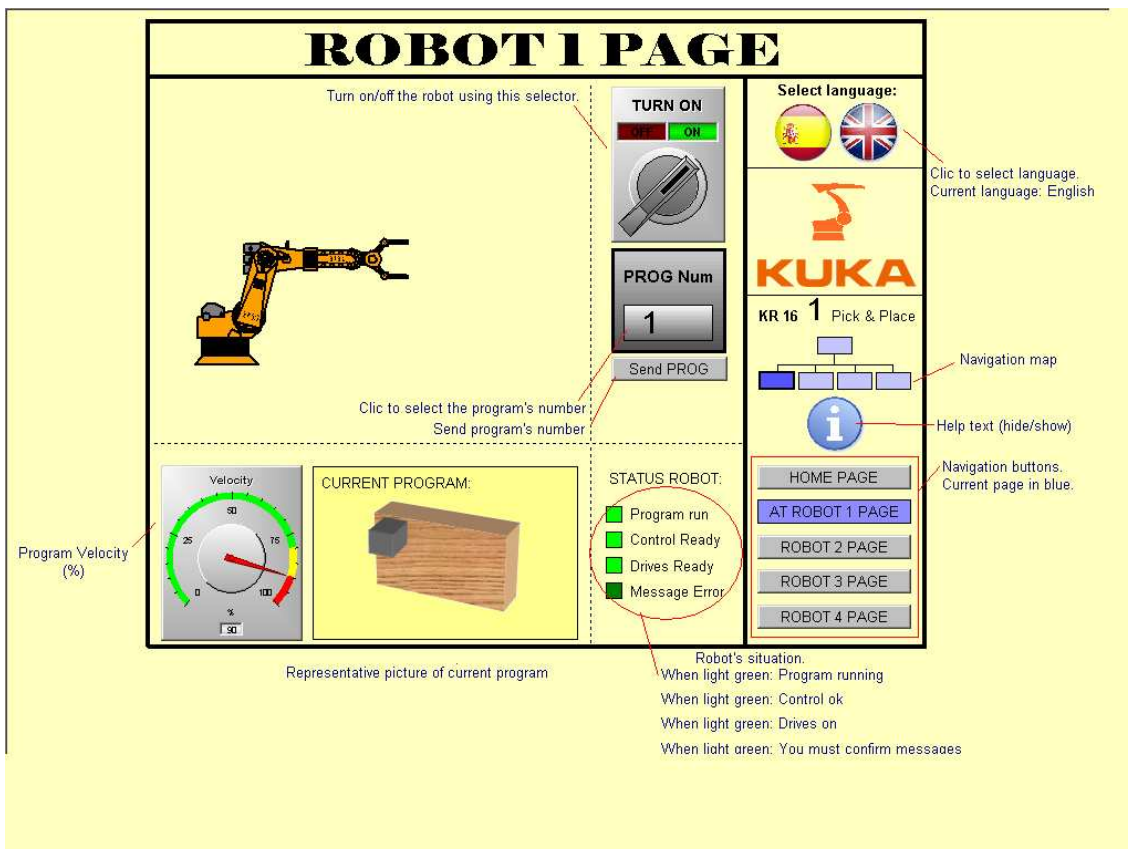 ROBOT 1 PAGE
Turn on/off the robot using this selector.
TURN ON
OFF ON
Select language:
Clic to select language.
Current language: English
KUKA
PROG Num
1
Send PROG
KR 16 1 Pick & Place
Navigation map
Clic to select the program's number
Send program's number
i
Help text (hide/show)
Navigation buttons.
Current page in blue.
HOME PAGE
AT ROBOT 1 PAGE
ROBOT 2 PAGE
ROBOT 3 PAGE
ROBOT 4 PAGE
Program Velocity
(%)
Velocity
0
25
50
75
100
%
90
CURRENT PROGRAM:
STATUS ROBOT:
Program run
Control Ready
Drives Ready
Message Error
Representative picture of current program
Robot's situation.
When light green: Program running
When light green: Control ok
When light green: Drives on
When light green: You must confirm messages